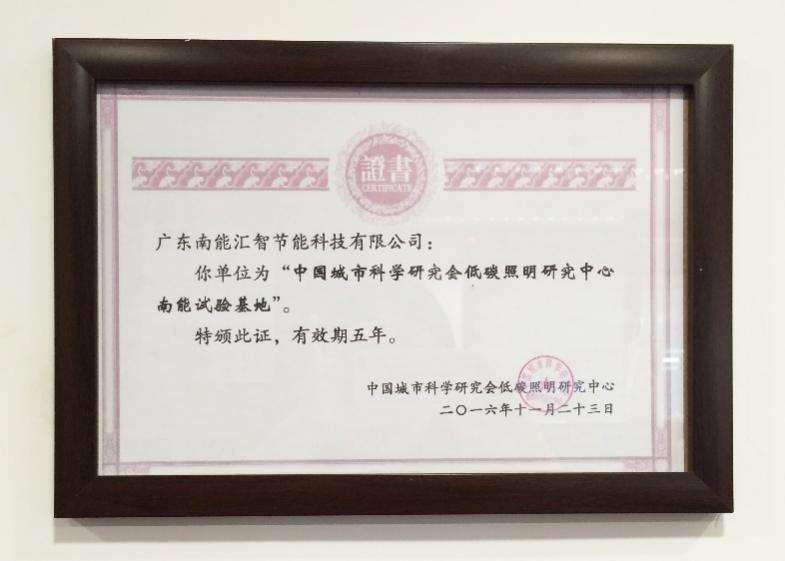 證書
CERTIFICATE
广东南能汇智节能科技有限公司：
你单位为“中国城市科学研究会低碳照明研究中心
南能试验基地”。
特颁此证，有效期五年。
中国城市科学研究会低碳照明研究中心
二〇一六年十一月二十三日